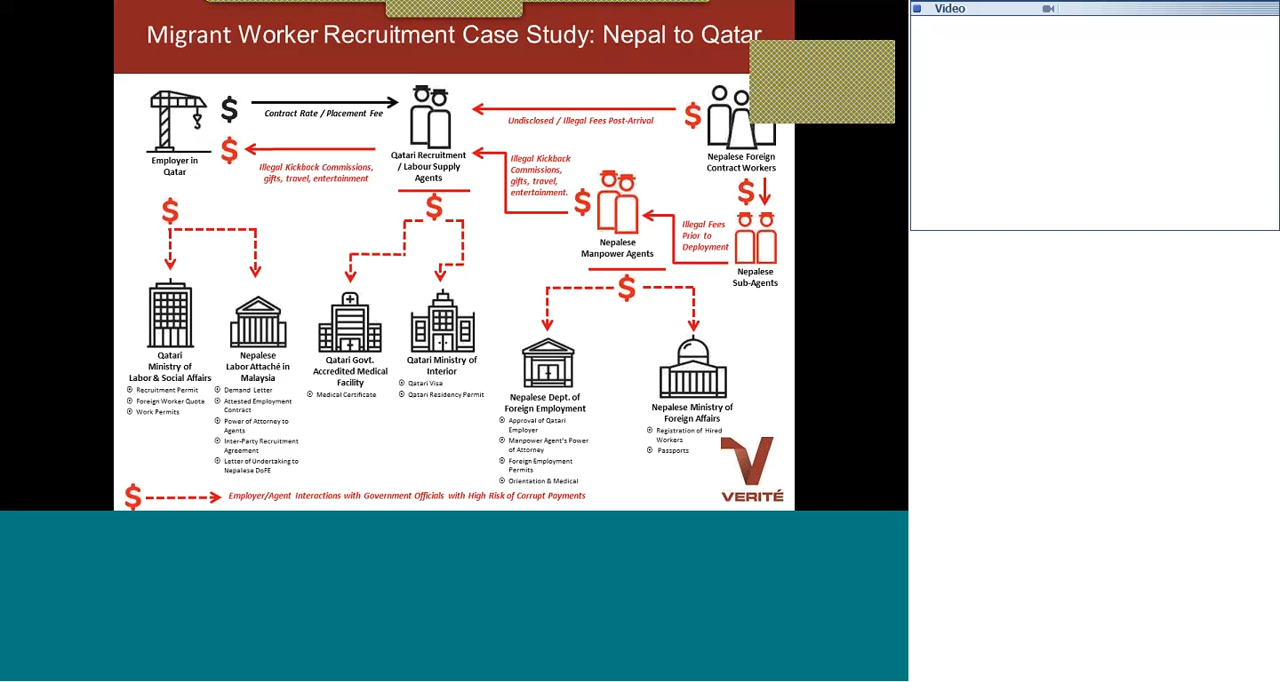 Video
Migrant Worker Recruitment Case Study: Nepal to Qatar
$
Contract Rate / Placement Fee
$
Illegal Kickback Commissions,
gifts, travel, entertainment
Employer in
Qatar
Qatari Recruitment
/ Labour Supply
Agents
Undisclosed / Illegal Fees Post-Arrival
$
Nepalese Foreign
Contract Workers
$
Illegal Kickback
Commissions,
gifts, travel,
entertainment.
$
Nepalese
Manpower Agents
Illegal Fees
Prior to
Deployment
Nepalese
Sub-Agents
$
$
$
Qatari
Ministry of
Labor & Social Affairs
Recruitment Permit
Foreign Worker Quota
Work Permits
Nepalese
Labor Attaché in
Malaysia
Demand Letter
Attested Employment
Contract
Power of Attorney to
Agents
Inter-Party Recruitment
Agreement
Letter of Undertaking to
Nepalese DoFE
Qatari Govt.
Accredited Medical
Facility
Medical Certificate
Qatari Ministry of
Interior
Qatari Visa
Qatari Residency Permit
Nepalese Dept. of
Foreign Employment
Approval of Qatari
Employer
Manpower Agent's Power
of Attorney
Foreign Employment
Permits
Orientation & Medical
Nepalese Ministry of
Foreign Affairs
Registration of Hired
Workers
Passports
VERITÉ
$
Employer/Agent Interactions with Government Officials with High Risk of Corrupt Payments